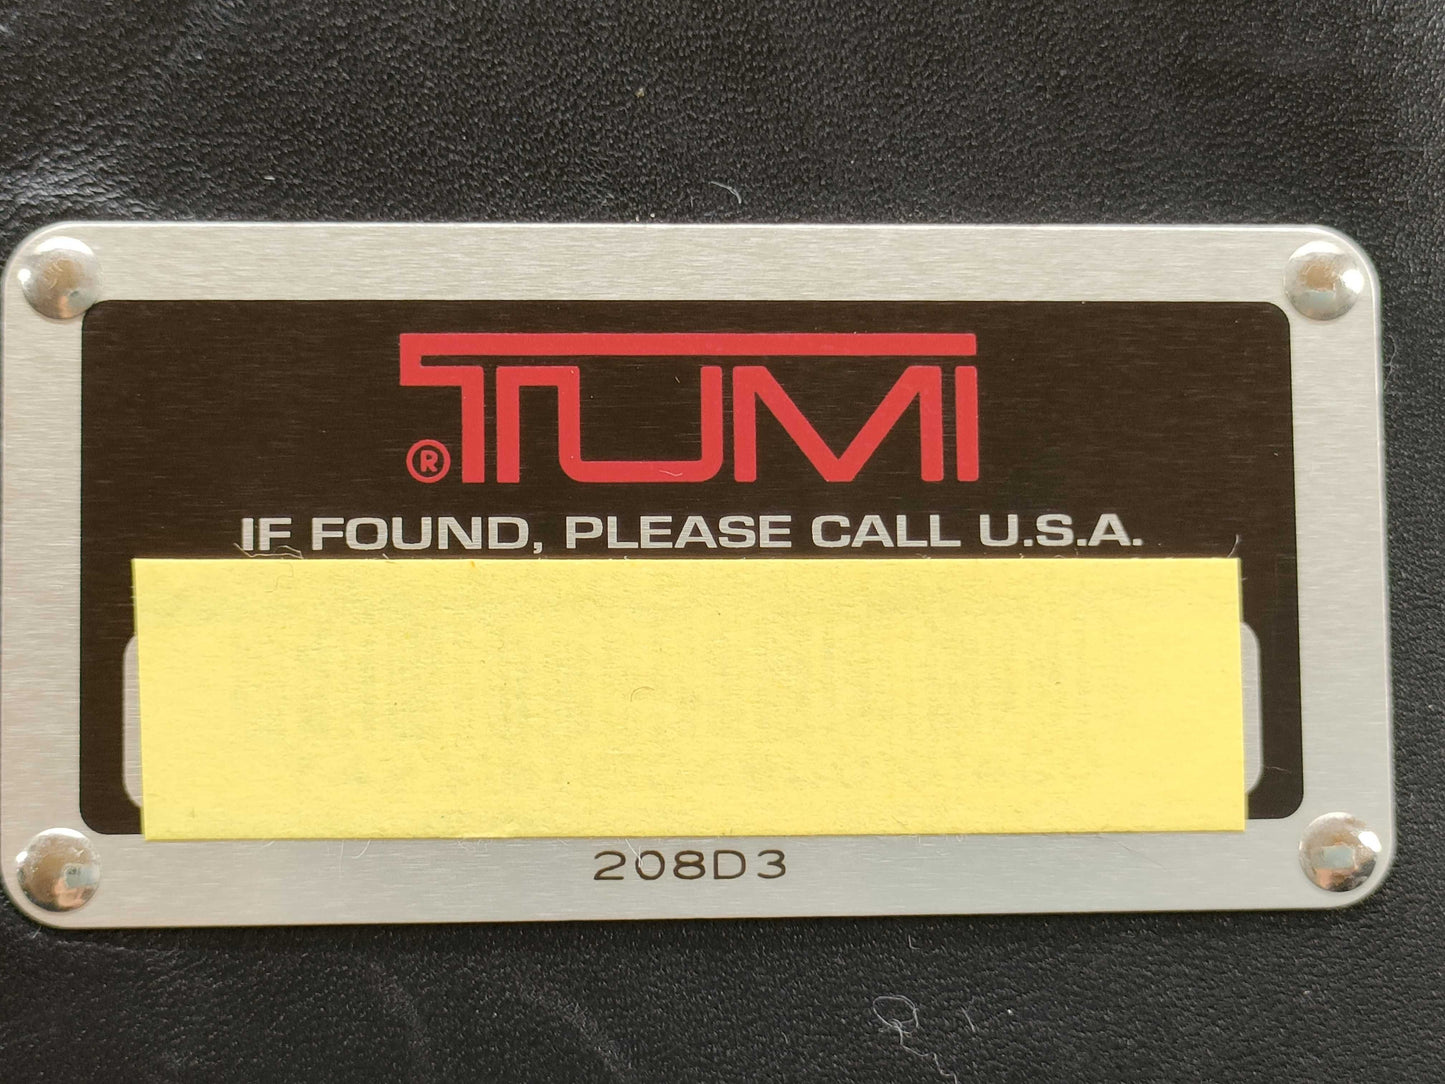 TUMI
®
IF FOUND, PLEASE CALL U.S.A.
208D3